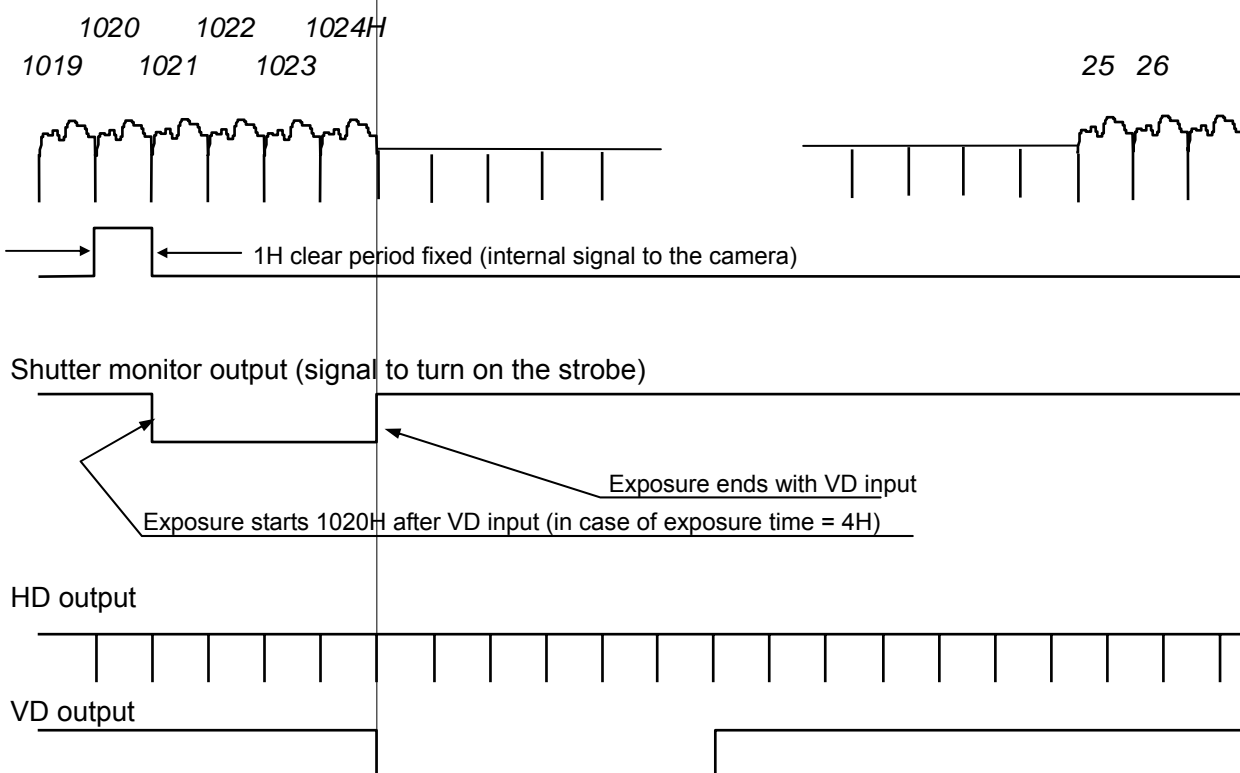 1020 1022 1024H
1019 1021 1023 25 26
1H clear period fixed (internal signal to the camera)
Shutter monitor output (signal to turn on the strobe)
Exposure ends with VD input
Exposure starts 1020H after VD input (in case of exposure time = 4H)
HD output
VD output